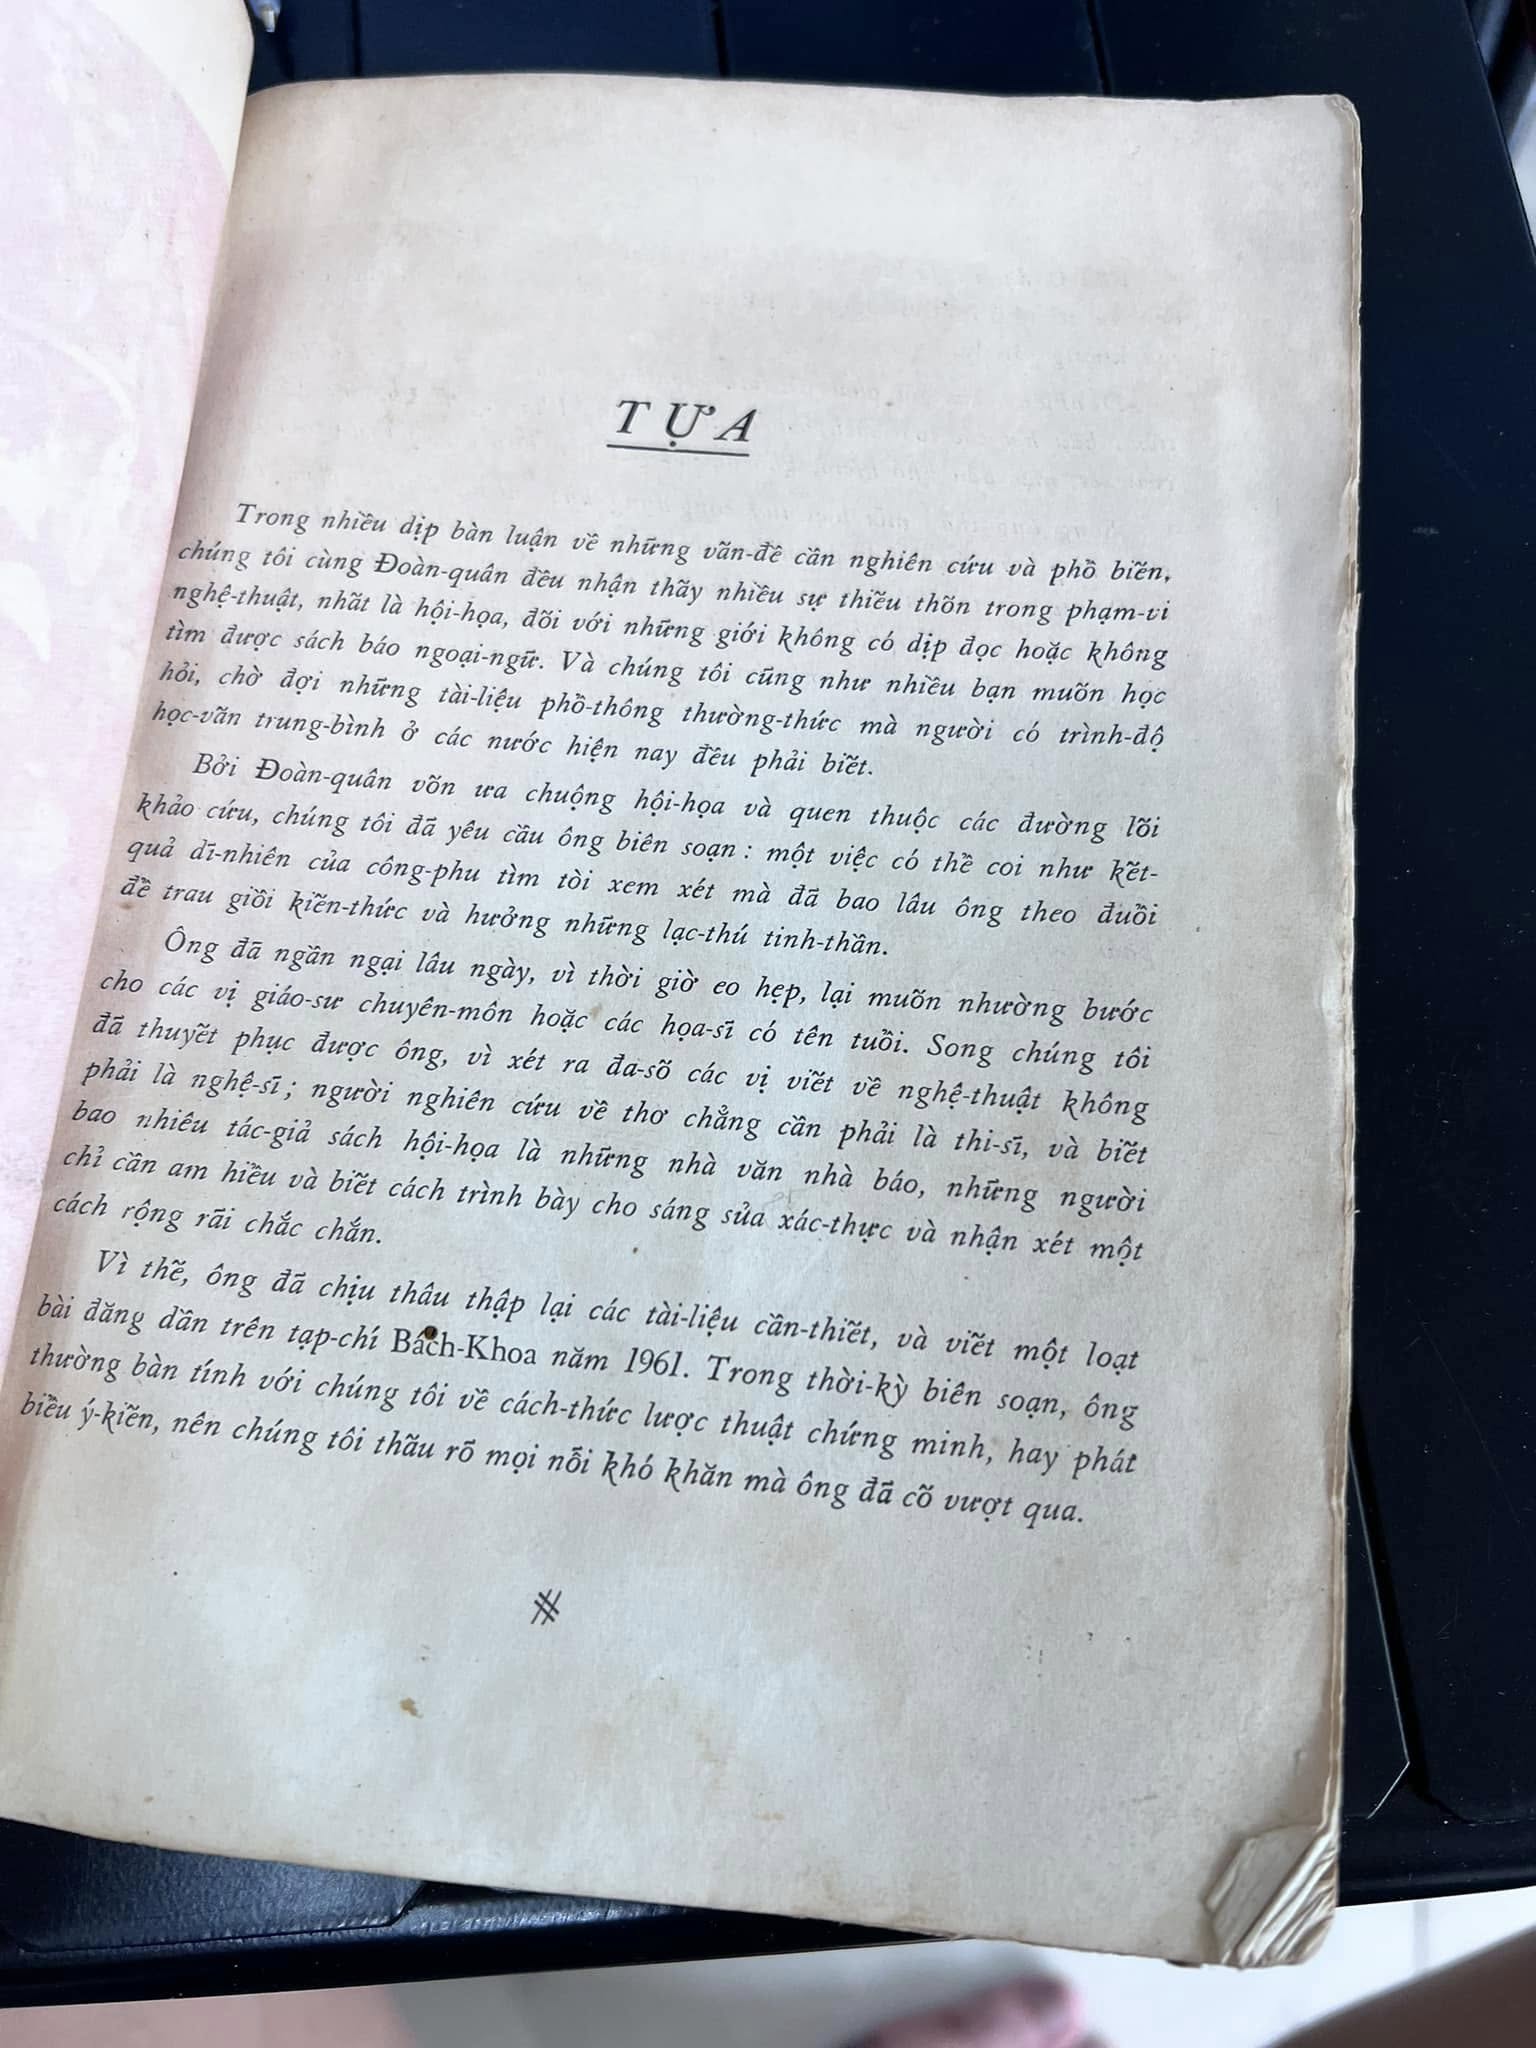 TỰA
Trong nhiều dịp bàn luận về những vấn-đề cần nghiên cứu và phổ biến,
chúng tôi cùng Đoàn-quân đều nhận thấy nhiều sự thiếu thốn trong phạm-vi
nghệ-thuật, nhất là hội-họa, đối với những giới không có dịp đọc hoặc không
tìm được sách báo ngoại-ngữ. Và chúng tôi cũng như nhiều bạn muốn học
hỏi, chờ đợi những tài-liệu phổ-thông thường-thức mà người có trình-độ
học-vấn trung-bình ở các nước hiện nay đều phải biết.
Bởi Đoàn-quân vốn ưa chuộng hội-họa và quen thuộc các đường lối
khảo cứu, chúng tôi đã yêu cầu ông biên soạn : một việc có thể coi như kết-
quả dĩ-nhiên của công-phu tìm tòi xem xét mà đã bao lâu ông theo đuổi
để trau giồi kiến-thức và hưởng những lạc-thú tinh-thần.
Ông đã ngần ngại lâu ngày, vì thời giờ eo hẹp, lại muốn nhường bước
cho các vị giáo-sư chuyên-môn hoặc các họa-sĩ có tên tuổi. Song chúng tôi
đã thuyết phục được ông, vì xét ra đa-số các vị viết về nghệ-thuật không
phải là nghệ-sĩ ; người nghiên cứu về thơ chẳng cần phải là thi-sĩ, và biết
bao nhiêu tác-giả sách hội-họa là những nhà văn nhà báo, những người
chỉ cần am hiểu và biết cách trình bày cho sáng sủa xác-thực và nhận xét một
cách rộng rãi chắc chắn.
Vì thế, ông đã chịu thâu thập lại các tài-liệu cần-thiết, và viết một loạt
bài đăng dần trên tạp-chí Bách-Khoa năm 1961. Trong thời-kỳ biên soạn, ông
thường bàn tính với chúng tôi về cách-thức lược thuật chứng minh, hay phát
biểu ý-kiến, nên chúng tôi thấu rõ mọi nỗi khó khăn mà ông đã cố vượt qua.